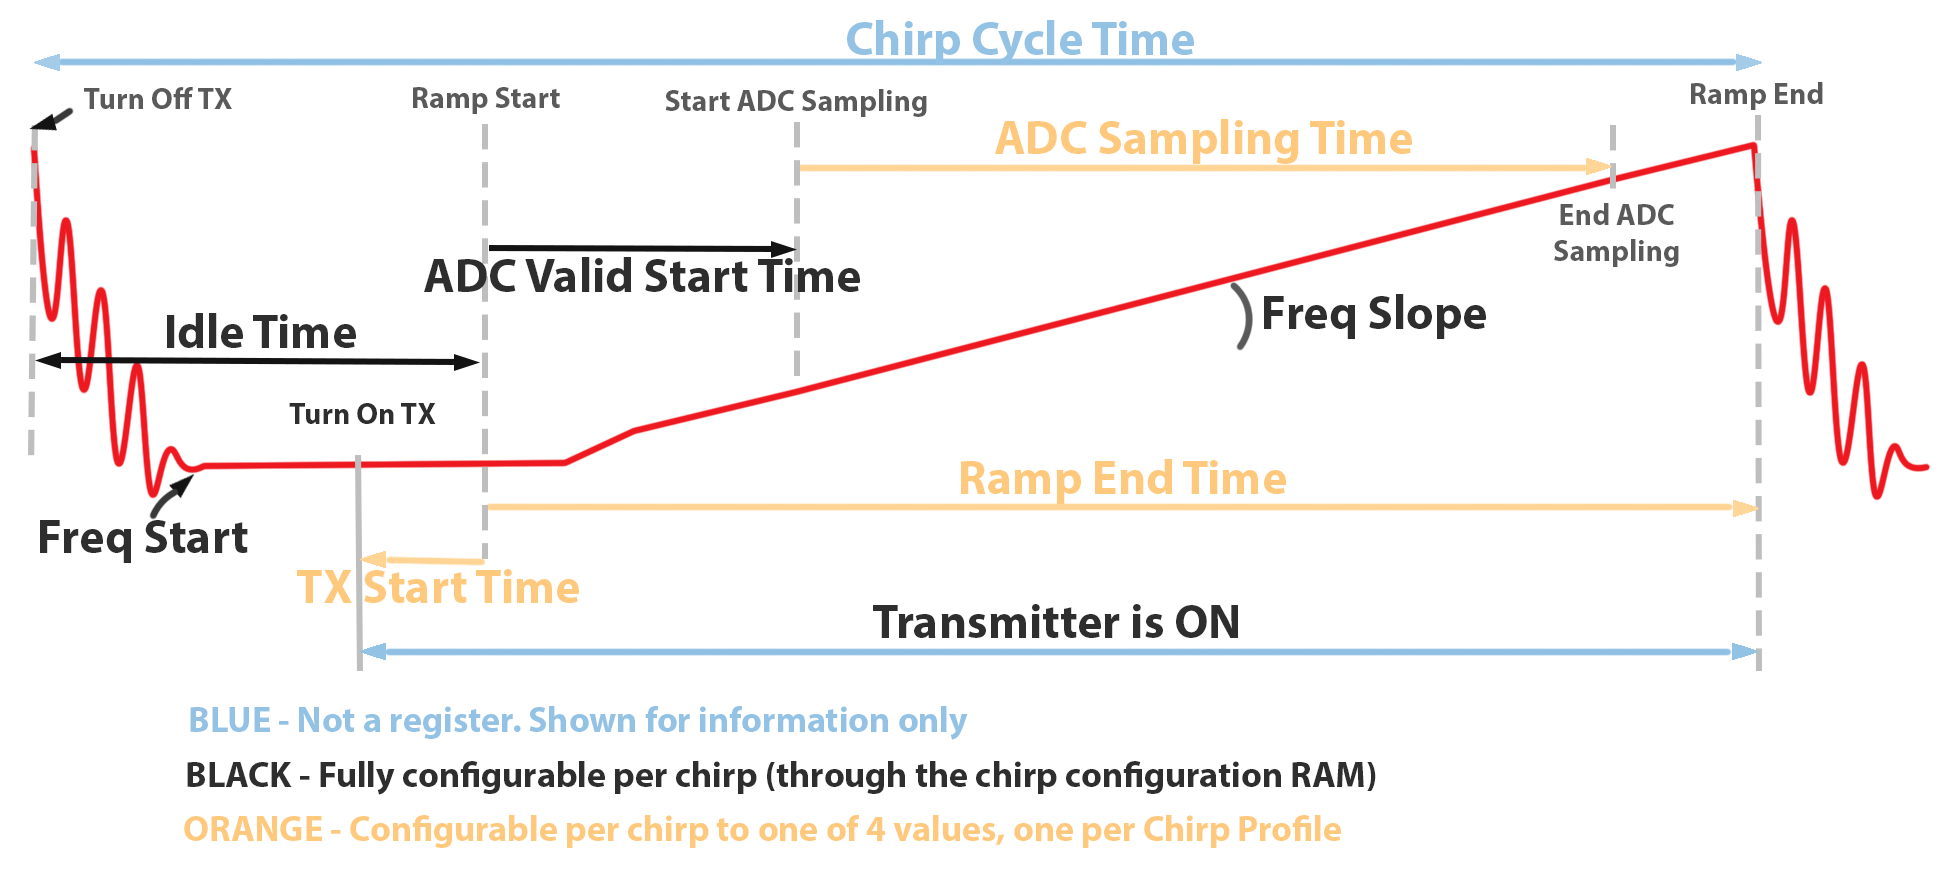 Chirp Cycle Time
Turn Off TX
Ramp Start
Start ADC Sampling
Ramp End
ADC Sampling Time
End ADC
Sampling
ADC Valid Start Time
Idle Time
Freq Slope
Turn On TX
Ramp End Time
Freq Start
TX Start Time
Transmitter is ON
BLUE - Not a register. Shown for information only
BLACK - Fully configurable per chirp (through the chirp configuration RAM)
ORANGE - Configurable per chirp to one of 4 values, one per Chirp Profile